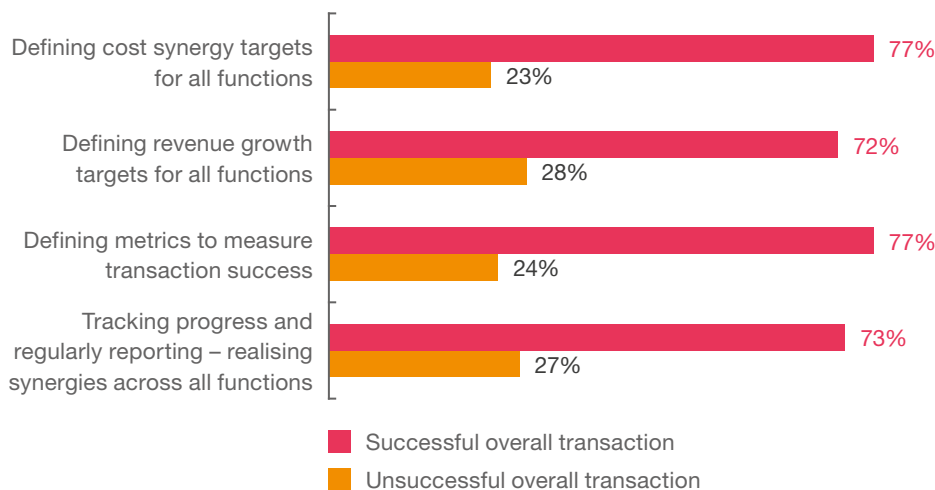 Defining cost synergy targets
for all functions
77%
23%
Defining revenue growth
targets for all functions
72%
28%
Defining metrics to measure
transaction success
77%
24%
Tracking progress and
regularly reporting – realising
synergies across all functions
73%
27%
Successful overall transaction
Unsuccessful overall transaction